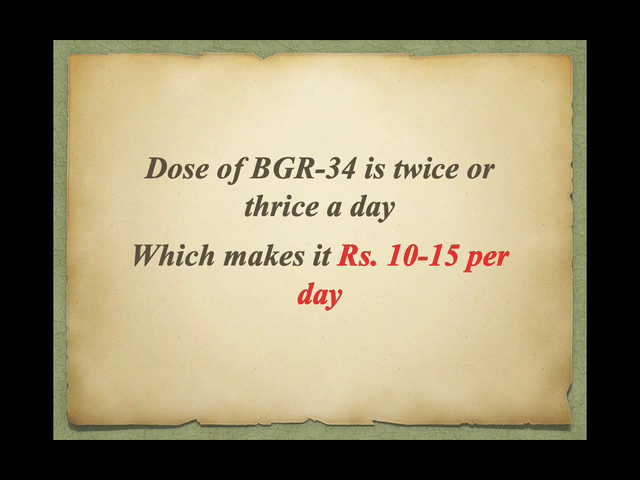 Dose of BGR-34 is twice or
thrice a day
Which makes it Rs. 10-15 per
day